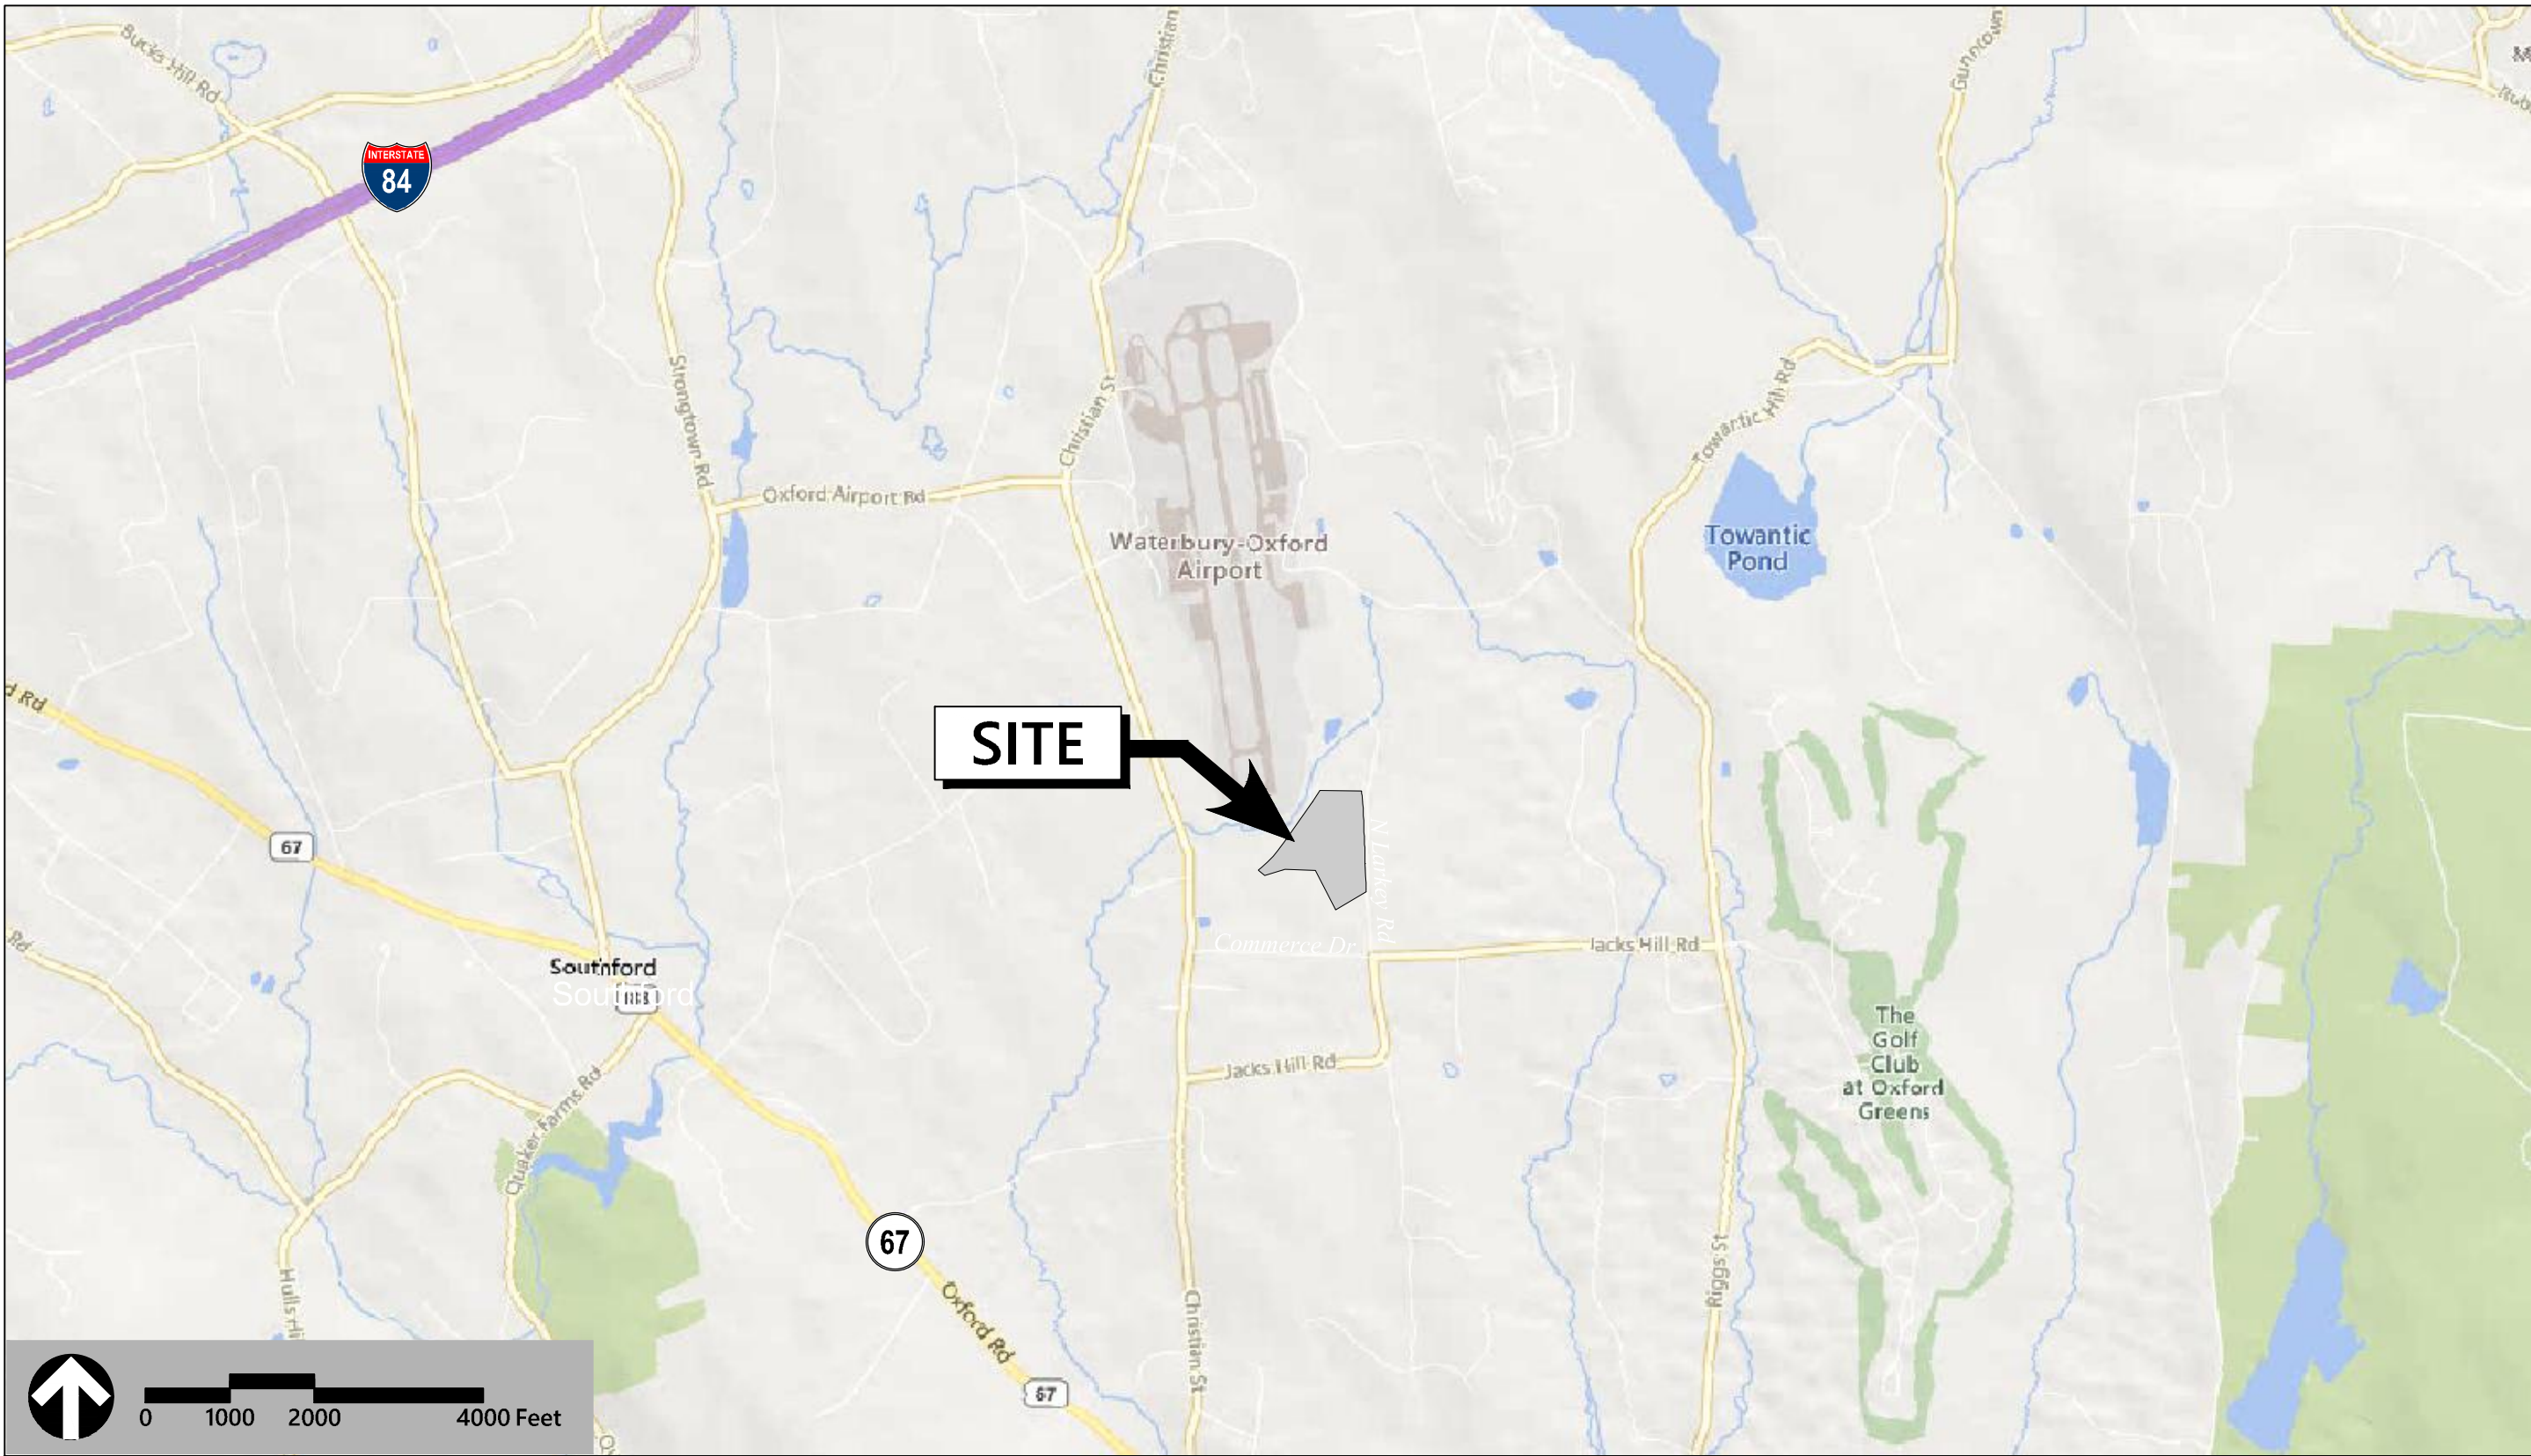 Bucks Hill Rd
Christian
Gunntown
INTERSTATE
84
Strongtown Rd
Christian St
Towantic Hill Rd
Oxford Airport Rd
Waterbury-Oxford
Airport
Towantic
Pond
d Rd
SITE
67
N Larkey Rd
Rd
Commerce Dr
Jacks Hill Rd
Southford
Southford
188
The
Golf
Club
at Oxford
Greens
Jacks Hill Rd
Quaker Farms Rd
67
Riggs St
Oxford Rd
Christian St
Hulls Hi
67
0 1000 2000 4000 Feet